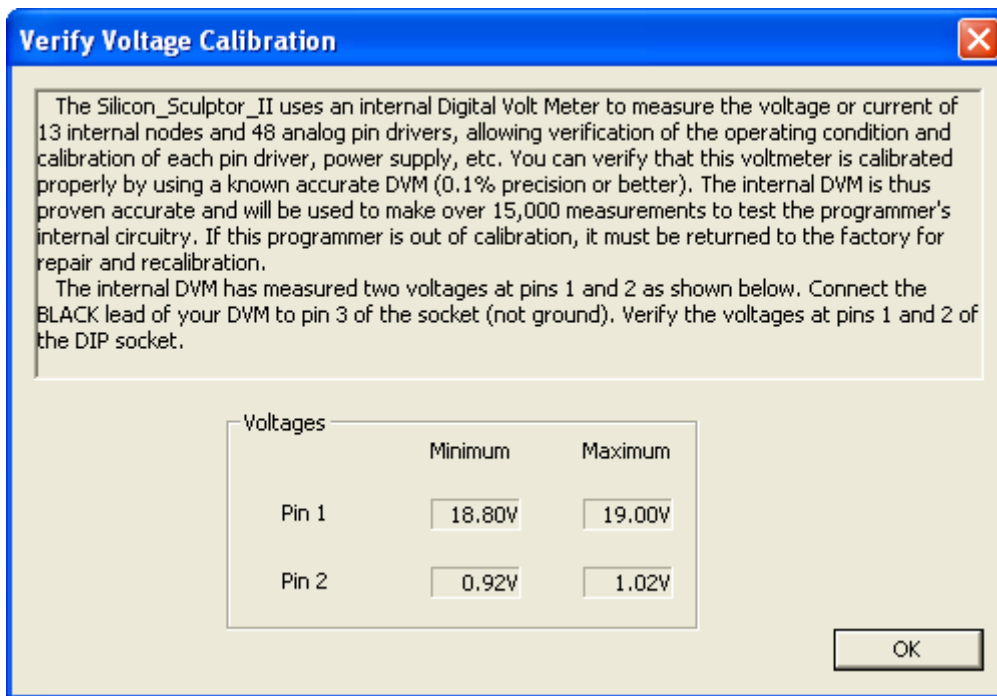 Verify Voltage Calibration
The Silicon_Sculptor_II uses an internal Digital Volt Meter to measure the voltage or current of
13 internal nodes and 48 analog pin drivers, allowing verification of the operating condition and
calibration of each pin driver, power supply, etc. You can verify that this voltmeter is calibrated
properly by using a known accurate DVM (0.1% precision or better). The internal DVM is thus
proven accurate and will be used to make over 15,000 measurements to test the programmer's
internal circuitry. If this programmer is out of calibration, it must be returned to the factory for
repair and recalibration.
The internal DVM has measured two voltages at pins 1 and 2 as shown below. Connect the
BLACK lead of your DVM to pin 3 of the socket (not ground). Verify the voltages at pins 1 and 2 of
the DIP socket.
Voltages
Minimum Maximum
Pin 1 18.80V 19.00V
Pin 2 0.92V 1.02V
OK